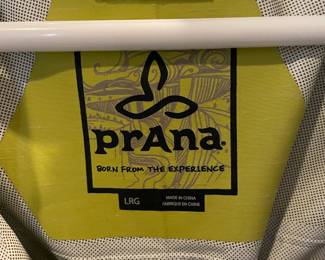 prAna
BORN FROM THE EXPERIENCE
LRG
MADE IN CHINA
FABRIQUÉ EN CHINE